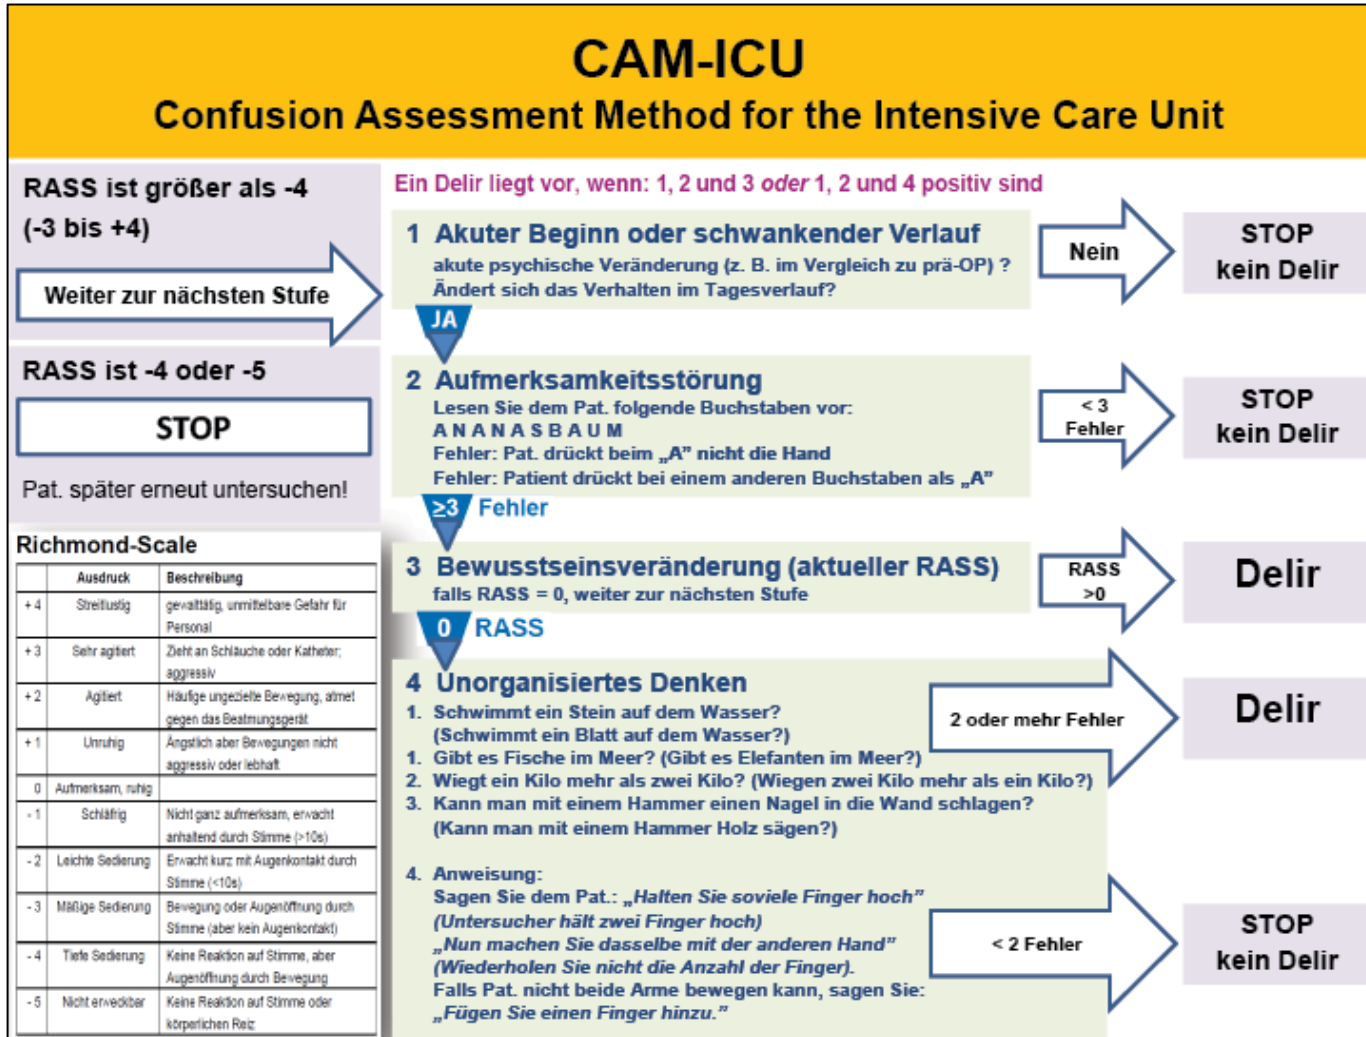 CAM-ICU
Confusion Assessment Method for the Intensive Care Unit
RASS ist größer als -4
(-3 bis +4)
Weiter zur nächsten Stufe
RASS ist -4 oder -5
STOP
Pat. später erneut untersuchen!
Richmond-Scale
Ausdruck Beschreibung
+ 4 Streitlustig gewalttätig, unmittelbare Gefahr für
Personal
+ 3 Sehr agitiert Zieht an Schläuche oder Katheter;
aggressiv
+ 2 Agitiert Häufige ungezielte Bewegung, atmet
gegen das Beatmungsgerät
+ 1 Unruhig Ängstlich aber Bewegungen nicht
aggressiv oder lebhaft
0 Aufmerksam, ruhig
- 1 Schläfrig Nicht ganz aufmerksam, erwacht
anhaltend durch Stimme (>10s)
- 2 Leichte Sedierung Erwacht kurz mit Augenkontakt durch
Stimme (<10s)
- 3 Mäßige Sedierung Bewegung oder Augenöffnung durch
Stimme (aber kein Augenkontakt)
- 4 Tiefe Sedierung Keine Reaktion auf Stimme, aber
Augenöffnung durch Bewegung
- 5 Nicht erweckbar Keine Reaktion auf Stimme oder
körperlichen Reiz
Ein Delir liegt vor, wenn: 1, 2 und 3 oder 1, 2 und 4 positiv sind
1 Akuter Beginn oder schwankender Verlauf
akute psychische Veränderung (z. B. im Vergleich zu prä-OP) ?
Ändert sich das Verhalten im Tagesverlauf?
Nein
STOP
kein Delir
JA
2 Aufmerksamkeitsstörung
Lesen Sie dem Pat. folgende Buchstaben vor:
A N A N A S B A U M
Fehler: Pat. drückt beim „A” nicht die Hand
Fehler: Patient drückt bei einem anderen Buchstaben als „A”
< 3
Fehler
STOP
kein Delir
≥3 Fehler
3 Bewusstseinsveränderung (aktueller RASS)
falls RASS = 0, weiter zur nächsten Stufe
RASS
>0
Delir
0 RASS
4 Unorganisiertes Denken
1. Schwimmt ein Stein auf dem Wasser?
(Schwimmt ein Blatt auf dem Wasser?)
1. Gibt es Fische im Meer? (Gibt es Elefanten im Meer?)
2. Wiegt ein Kilo mehr als zwei Kilo? (Wiegen zwei Kilo mehr als ein Kilo?)
3. Kann man mit einem Hammer einen Nagel in die Wand schlagen?
(Kann man mit einem Hammer Holz sägen?)
2 oder mehr Fehler
Delir
4. Anweisung:
Sagen Sie dem Pat.: „Halten Sie soviele Finger hoch”
(Untersucher hält zwei Finger hoch)
„Nun machen Sie dasselbe mit der anderen Hand”
(Wiederholen Sie nicht die Anzahl der Finger).
Falls Pat. nicht beide Arme bewegen kann, sagen Sie:
„Fügen Sie einen Finger hinzu.”
< 2 Fehler
STOP
kein Delir